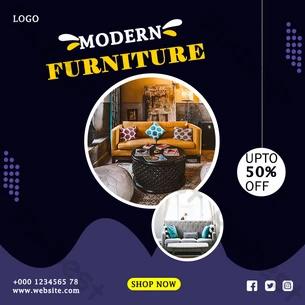 LOGO
MODERN
FURNITURE
UPTO
50%
OFF
+000 1234565 78
www.website.com
SHOP NOW